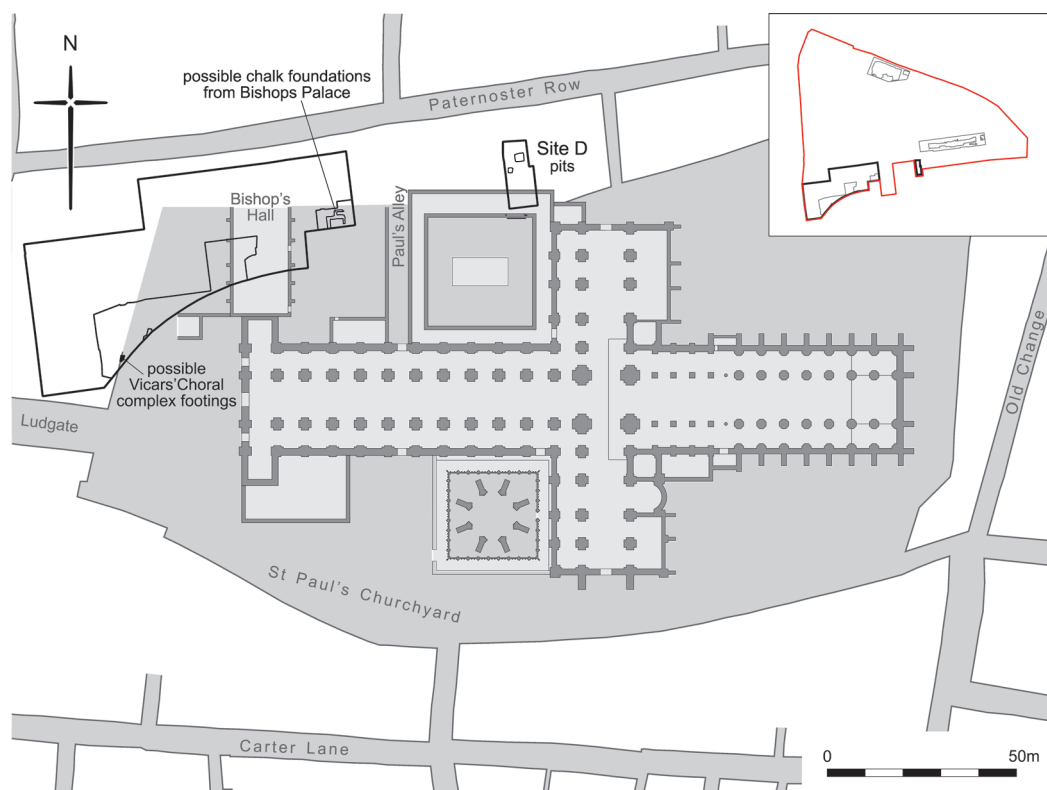 N
possible chalk foundations
from Bishops Palace
Paternoster Row
Site D
pits
Bishop's
Hall
Paul's Alley
Old Change
possible
Vicars'Choral
complex footings
Ludgate
St Paul's Churchyard
Carter Lane
0
50m